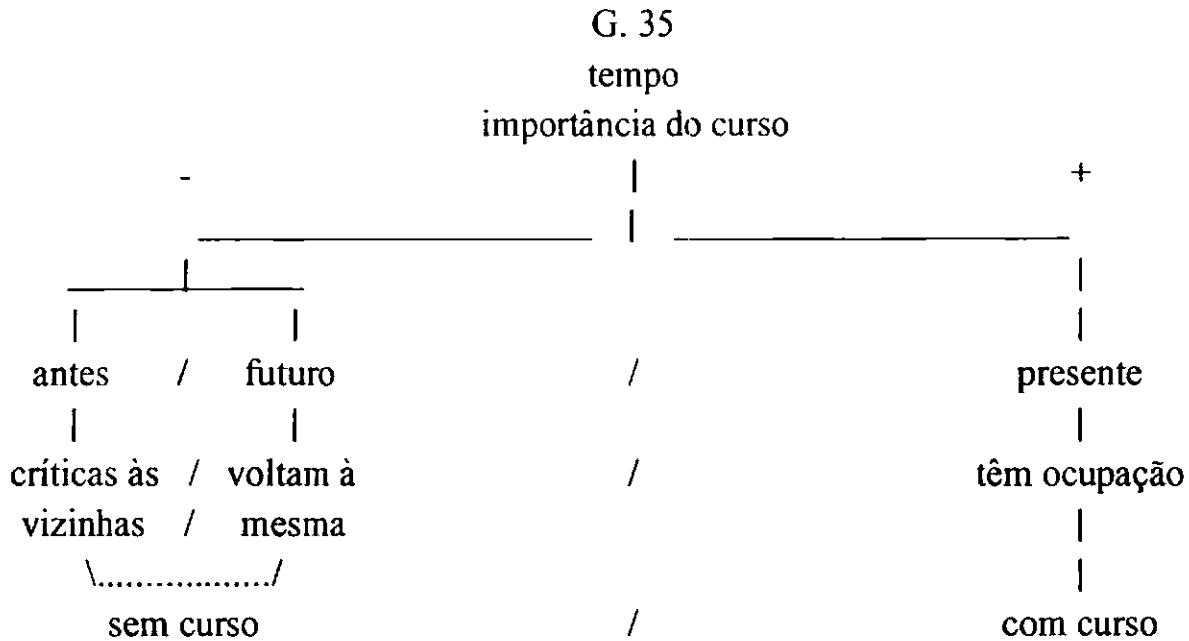 G. 35
tempo
importância do curso
- +
antes / futuro / presente
críticas às / voltam à / têm ocupação
vizinhas / mesma
sem curso / com curso